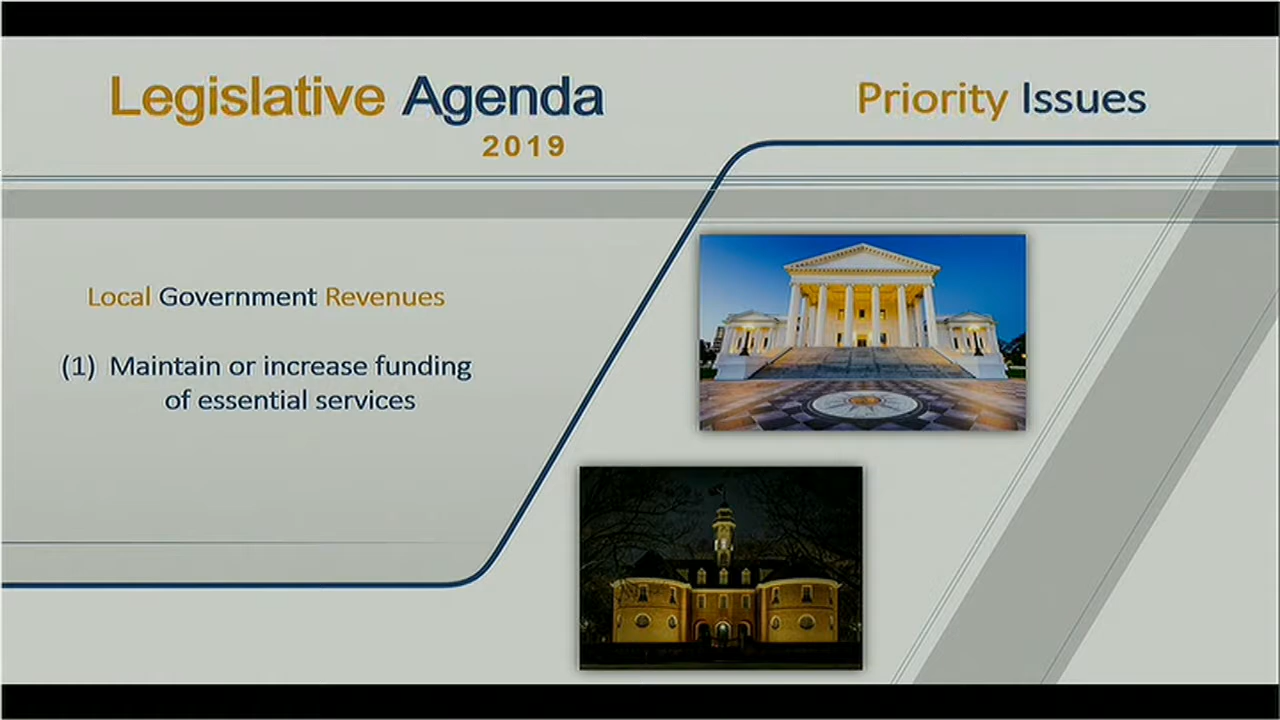 Legislative Agenda
2019
Priority Issues
Local Government Revenues
(1) Maintain or increase funding
of essential services